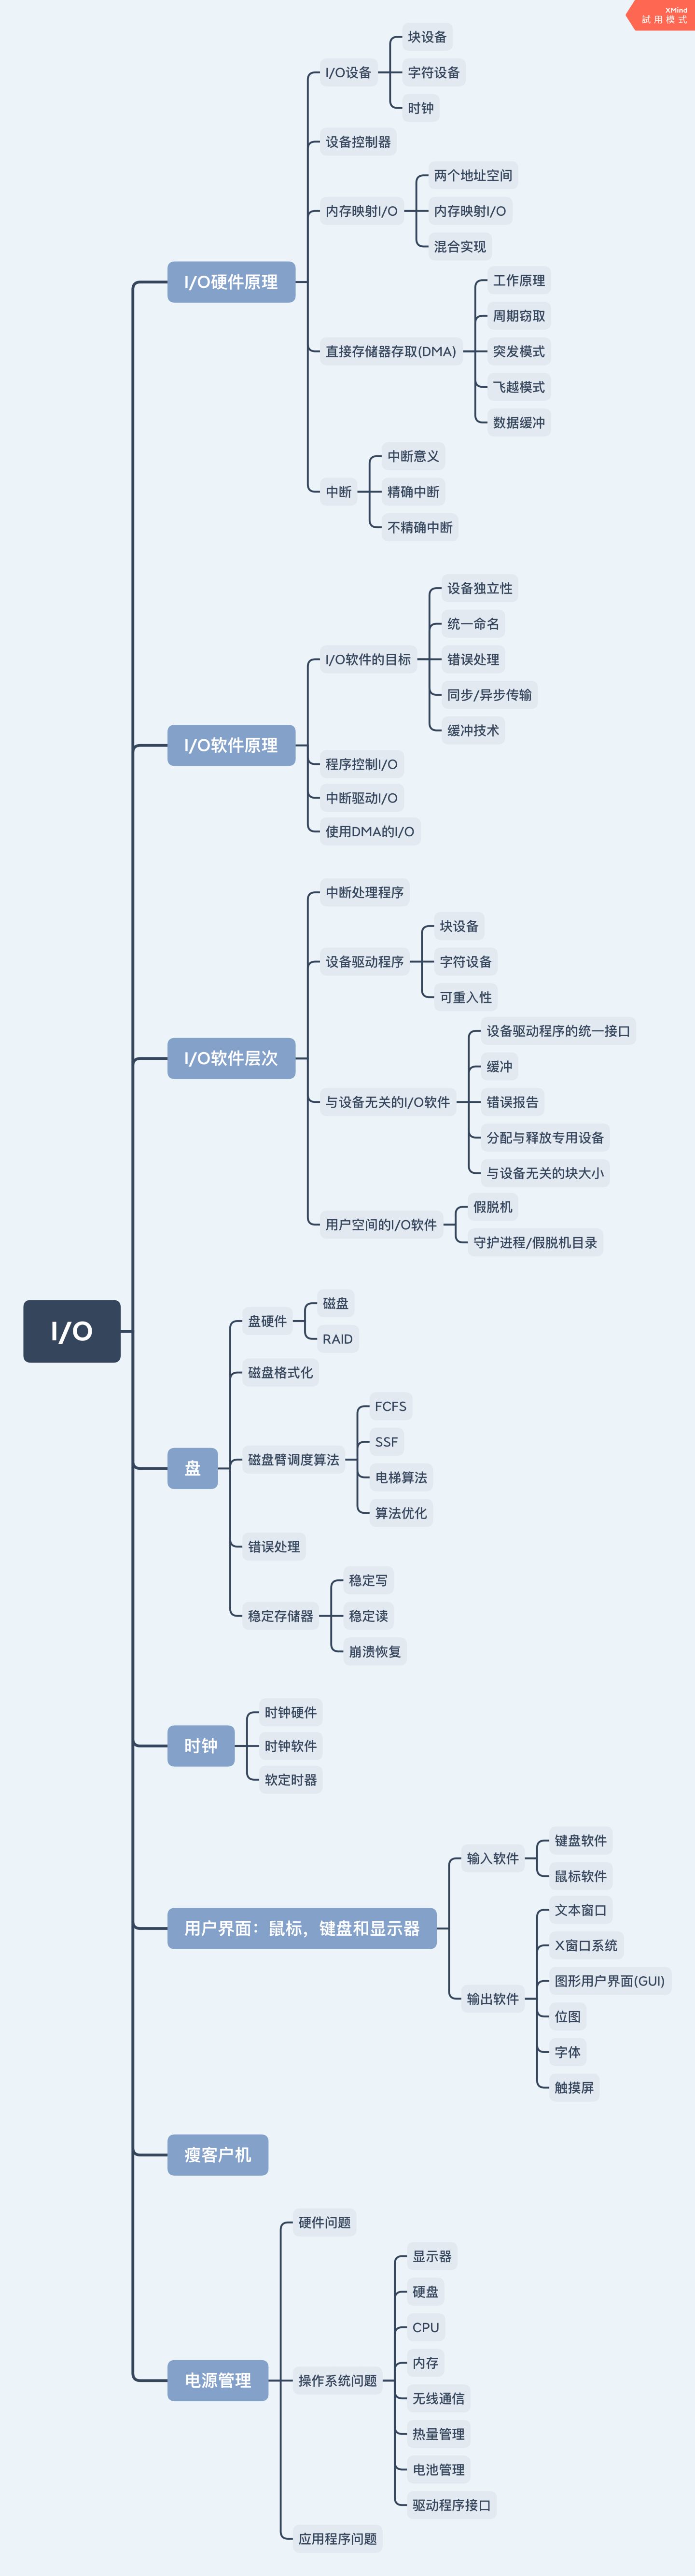 XMind
試用模式
I/O
I/O硬件原理
I/O设备
块设备
字符设备
时钟
设备控制器
内存映射I/O
两个地址空间
内存映射I/O
混合实现
直接存储器存取(DMA)
工作原理
周期窃取
突发模式
飞越模式
数据缓冲
中断
中断意义
精确中断
不精确中断
I/O软件原理
I/O软件的目标
设备独立性
统一命名
错误处理
同步/异步传输
缓冲技术
程序控制I/O
中断驱动I/O
使用DMA的I/O
I/O软件层次
中断处理程序
设备驱动程序
块设备
字符设备
可重入性
与设备无关的I/O软件
设备驱动程序的统一接口
缓冲
错误报告
分配与释放专用设备
与设备无关的块大小
用户空间的I/O软件
假脱机
守护进程/假脱机目录
盘
盘硬件
磁盘
RAID
磁盘格式化
磁盘臂调度算法
FCFS
SSF
电梯算法
算法优化
错误处理
稳定存储器
稳定写
稳定读
崩溃恢复
时钟
时钟硬件
时钟软件
软定时器
用户界面：鼠标，键盘和显示器
输入软件
键盘软件
鼠标软件
输出软件
文本窗口
X窗口系统
图形用户界面(GUI)
位图
字体
触摸屏
瘦客户机
电源管理
硬件问题
操作系统问题
显示器
硬盘
CPU
内存
无线通信
热量管理
电池管理
驱动程序接口
应用程序问题